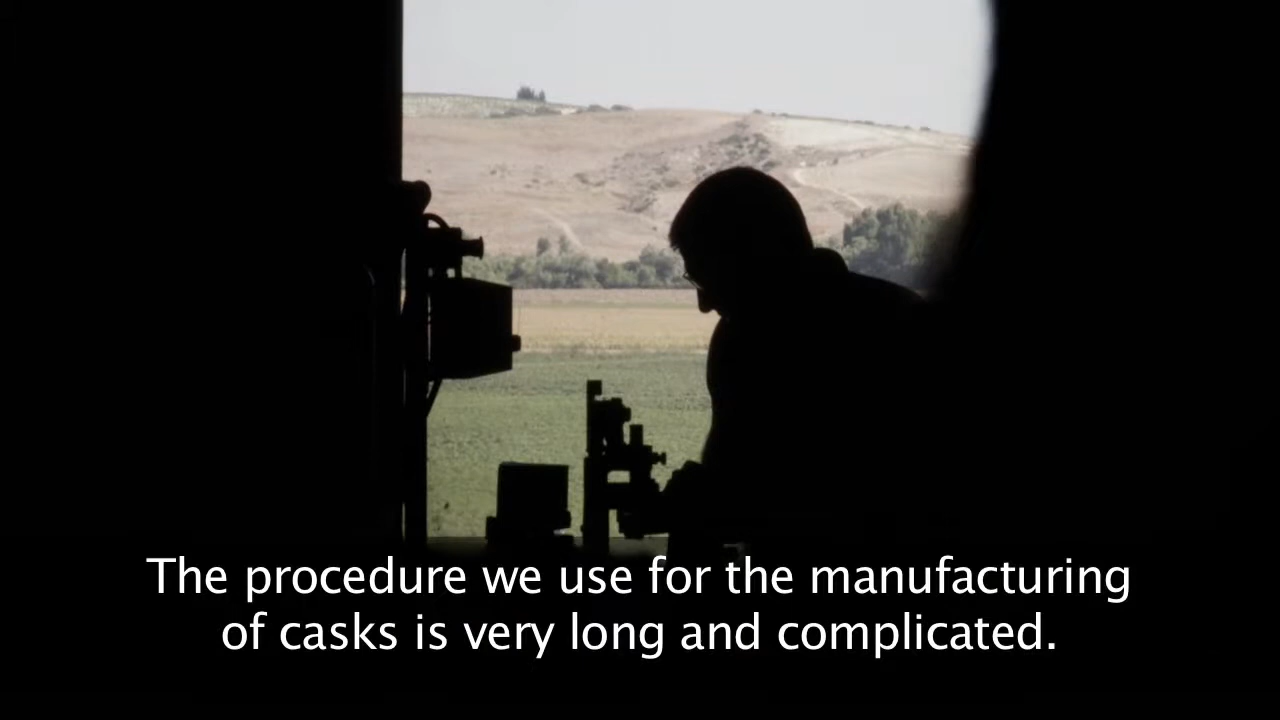 The procedure we use for the manufacturing
of casks is very long and complicated.